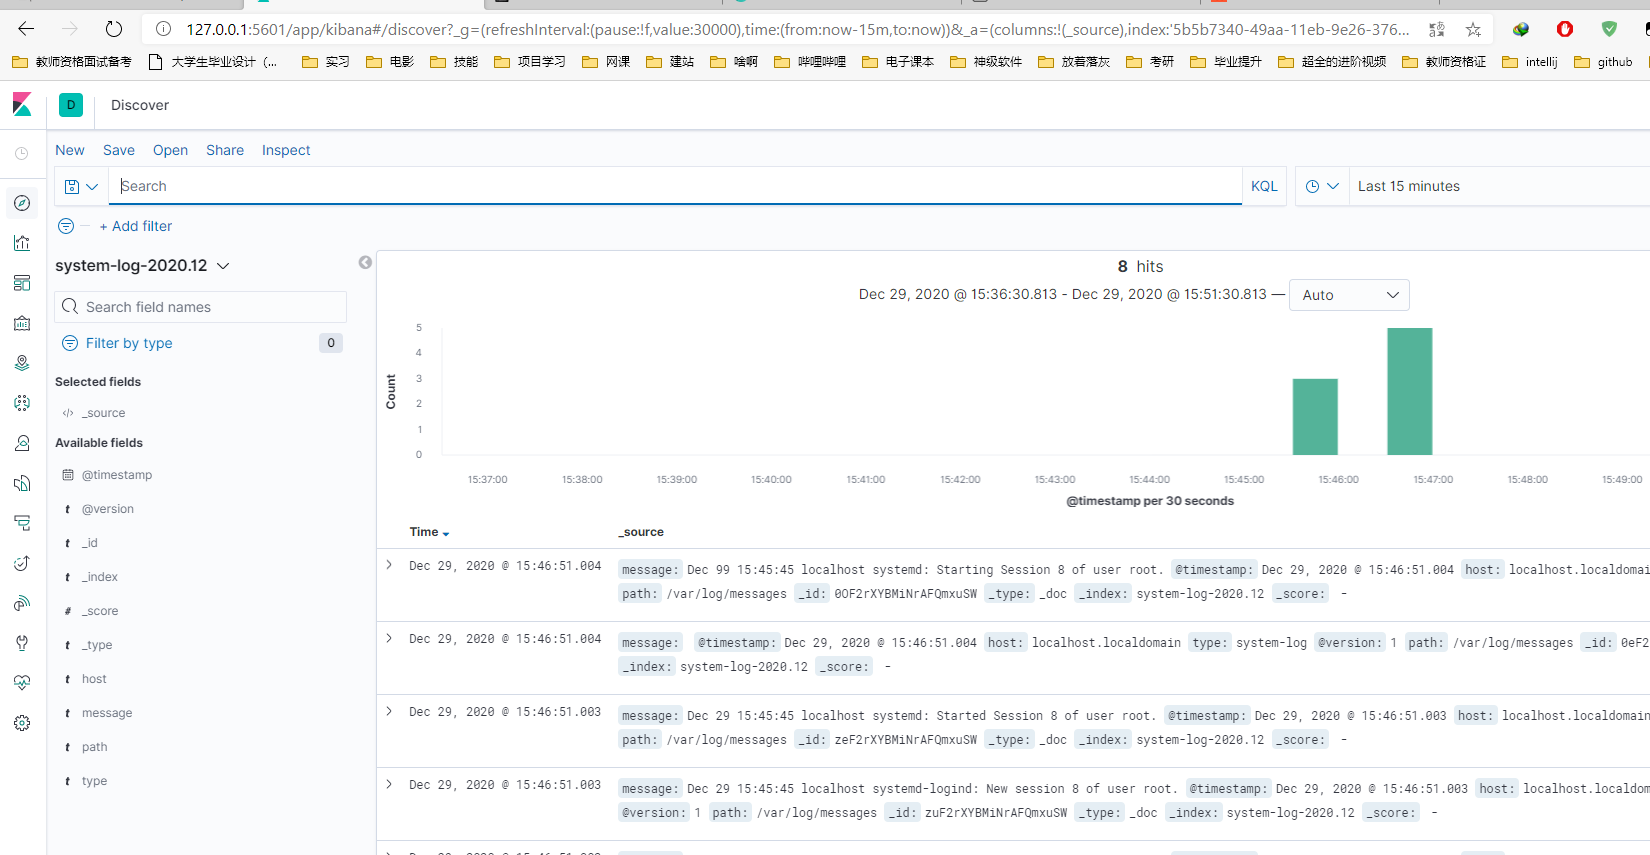 127.0.0.1:5601/app/kibana#/discover?_g=(refreshInterval:(pause:!f,value:30000),time:(from:now-15m,to:now))&_a=(columns:!(_source),index:'5b5b7340-49aa-11eb-9e26-376...
教师资格面试备考 大学生毕业设计（... 实习 电影 技能 项目学习 网课 建站 啥啊 哔哩哔哩 电子课本 神级软件 放着落灰 考研 毕业提升 超全的进阶视频 教师资格证 intellij github
D Discover
New Save Open Share Inspect
Search KQL Last 15 minutes
+ Add filter
system-log-2020.12
Search field names
Filter by type 0
Selected fields
_source
Available fields
@timestamp
t @version
t _id
t _index
# _score
t _type
t host
t message
t path
t type
8 hits
Dec 29, 2020 @ 15:36:30.813 - Dec 29, 2020 @ 15:51:30.813 — Auto
Count
5
4
3
2
1
0
15:37:00 15:38:00 15:39:00 15:40:00 15:41:00 15:42:00 15:43:00 15:44:00 15:45:00 15:46:00 15:47:00 15:48:00 15:49:00
@timestamp per 30 seconds
Time _source
Dec 29, 2020 @ 15:46:51.004 message: Dec 99 15:45:45 localhost systemd: Starting Session 8 of user root. @timestamp: Dec 29, 2020 @ 15:46:51.004 host: localhost.localdomai
path: /var/log/messages _id: 0OF2rXYBMiNrAFQmxuSW _type: _doc _index: system-log-2020.12 _score: -
Dec 29, 2020 @ 15:46:51.004 message: @timestamp: Dec 29, 2020 @ 15:46:51.004 host: localhost.localdomain type: system-log @version: 1 path: /var/log/messages _id: 0eF2
_index: system-log-2020.12 _score: -
Dec 29, 2020 @ 15:46:51.003 message: Dec 29 15:45:45 localhost systemd: Started Session 8 of user root. @timestamp: Dec 29, 2020 @ 15:46:51.003 host: localhost.localdomain
path: /var/log/messages _id: zeF2rXYBMiNrAFQmxuSW _type: _doc _index: system-log-2020.12 _score: -
Dec 29, 2020 @ 15:46:51.003 message: Dec 29 15:45:45 localhost systemd-logind: New session 8 of user root. @timestamp: Dec 29, 2020 @ 15:46:51.003 host: localhost.localdom
@version: 1 path: /var/log/messages _id: zuF2rXYBMiNrAFQmxuSW _type: _doc _index: system-log-2020.12 _score: -